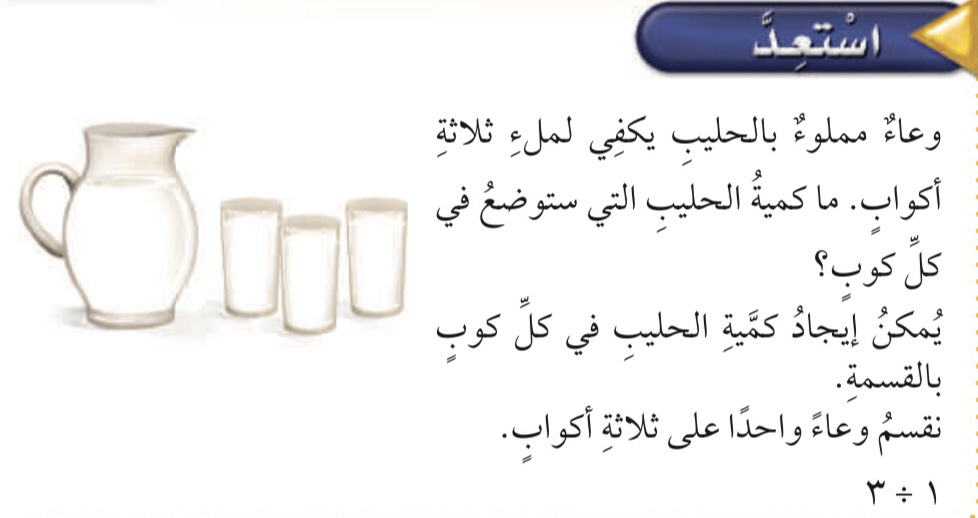 اسْتعِدَّ
وعاءٌ مملوءٌ بالحليبِ يكفِي لملءِ ثلاثةِ
أكوابٍ. ما كميةُ الحليبِ التي ستوضعُ في
كلِّ كوبٍ؟
يُمكنُ إيجادُ كمَّيةِ الحليبِ في كلِّ كوبٍ
بالقسمةِ.
نقسمُ وعاءً واحدًا على ثلاثةِ أكوابٍ.
١ ÷ ٣